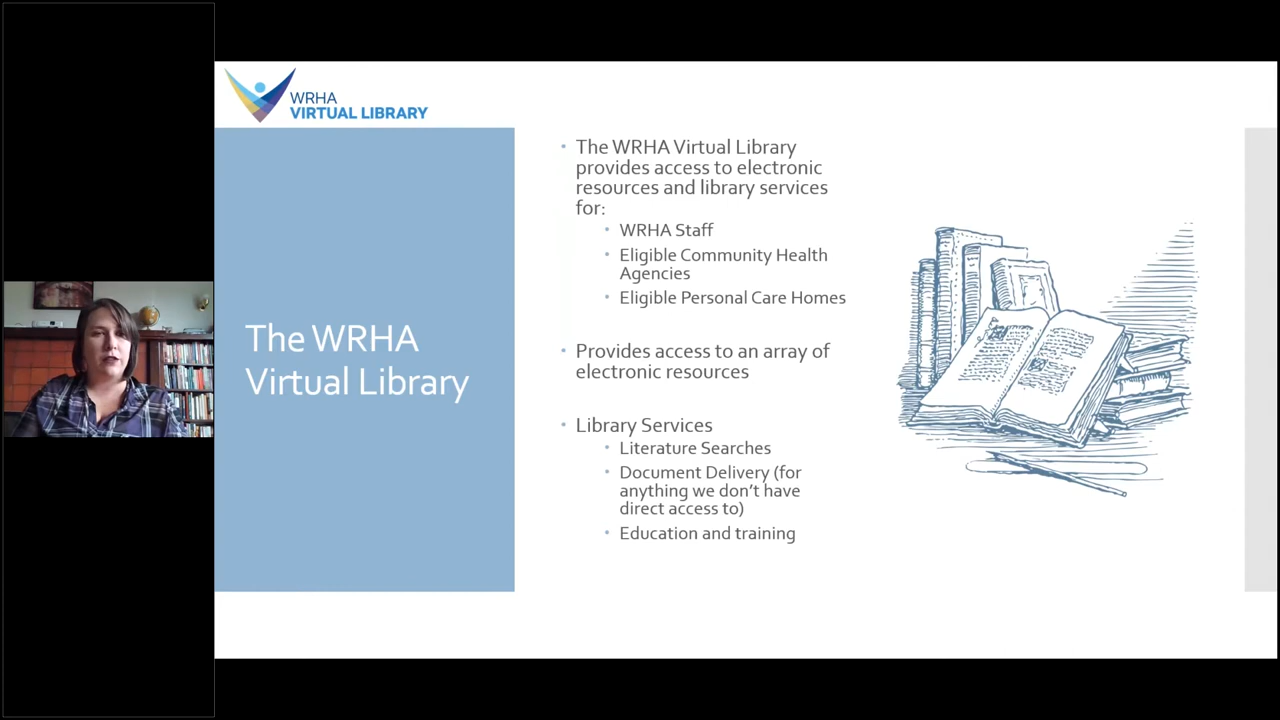 WRHA
VIRTUAL LIBRARY
The WRHA
Virtual Library
• The WRHA Virtual Library
provides access to electronic
resources and library services
for:
• WRHA Staff
• Eligible Community Health
Agencies
• Eligible Personal Care Homes
• Provides access to an array of
electronic resources
• Library Services
• Literature Searches
• Document Delivery (for
anything we don’t have
direct access to)
• Education and training